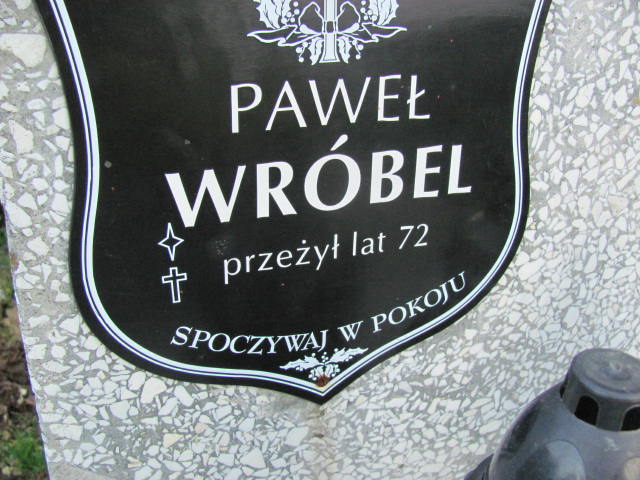 PAWEŁ
WRÓBEL
przeżył lat 72
SPOCZYWAJ W POKOJU